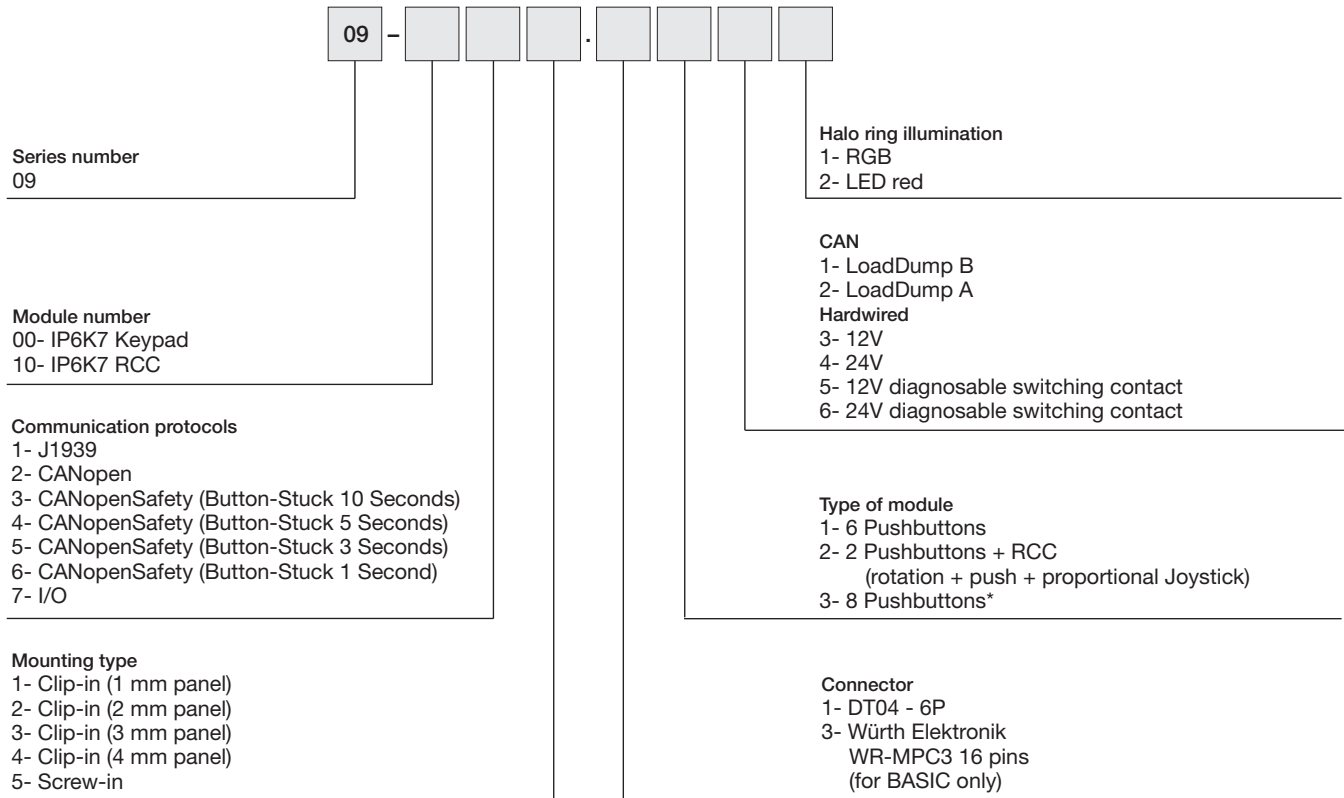 09 – .
Series number
09
Module number
00- IP6K7 Keypad
10- IP6K7 RCC
Communication protocols
1- J1939
2- CANopen
3- CANopenSafety (Button-Stuck 10 Seconds)
4- CANopenSafety (Button-Stuck 5 Seconds)
5- CANopenSafety (Button-Stuck 3 Seconds)
6- CANopenSafety (Button-Stuck 1 Second)
7- I/O
Mounting type
1- Clip-in (1 mm panel)
2- Clip-in (2 mm panel)
3- Clip-in (3 mm panel)
4- Clip-in (4 mm panel)
5- Screw-in
Halo ring illumination
1- RGB
2- LED red
CAN
1- LoadDump B
2- LoadDump A
Hardwired
3- 12V
4- 24V
5- 12V diagnosable switching contact
6- 24V diagnosable switching contact
Type of module
1- 6 Pushbuttons
2- 2 Pushbuttons + RCC
(rotation + push + proportional Joystick)
3- 8 Pushbuttons*
Connector
1- DT04 - 6P
3- Würth Elektronik
WR-MPC3 16 pins
(for BASIC only)